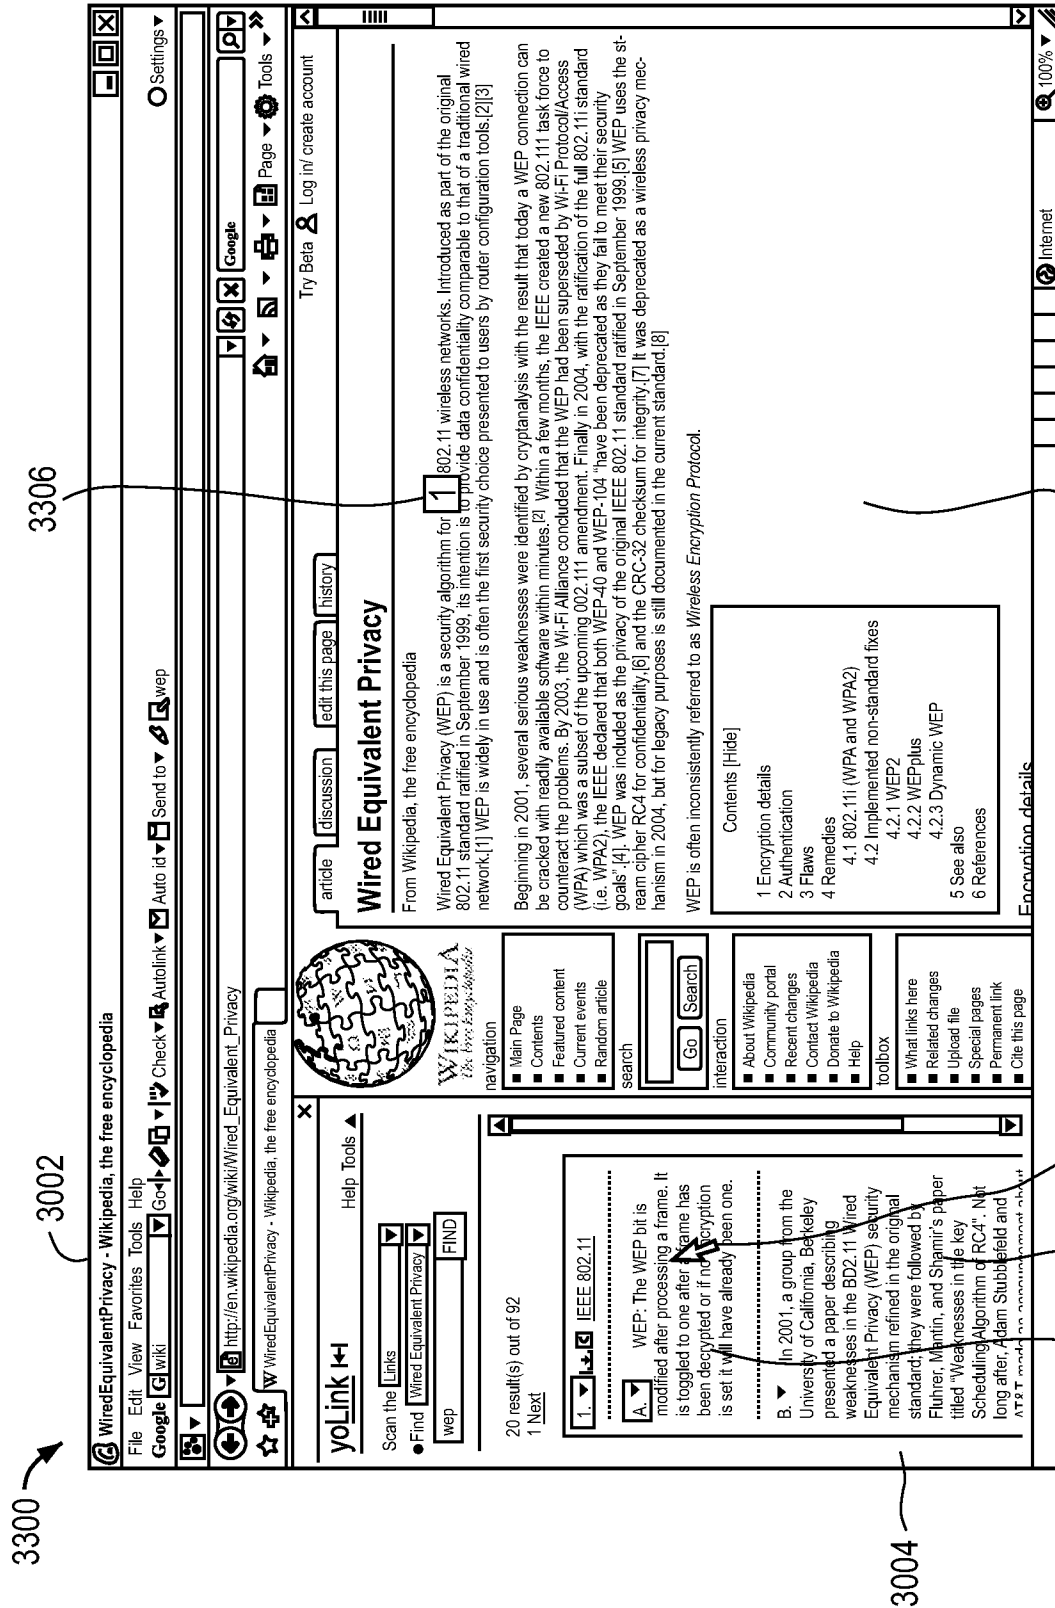 3300
3002
3306
WiredEquivalentPrivacy - Wikipedia, the free encyclopedia
File Edit View Favorites Tools Help
Google G wiki Go Check Autolink Auto id Send to wep Settings
http://en.wikipedia.org/wiki/Wired_Equivalent_Privacy Google
W WiredEquivalentPrivacy - Wikipedia, the free encyclopedia Page Tools
yoLink
Help Tools
Scan the Links
Find Wired Equivalent Privacy
wep FIND
20 result(s) out of 92
1 Next
1. IEEE 802.11
A. WEP: The WEP bit is
modified after processing a frame. It
is toggled to one after a frame has
been decrypted or if no encryption
is set it will have already been one.
B. In 2001, a group from the
University of California, Berkeley
presented a paper describing
weaknesses in the BD2.11 Wired
Equivalent Privacy (WEP) security
mechanism refined in the original
standard; they were followed by
Fluhrer, Mantin, and Shamir's paper
titled "Weaknesses in the key
Scheduling Algorithm of RC4". Not
long after, Adam Stubblefeld and
AT&T made an announcement about
3004
WIKIPEDIA
The Free Encyclopedia
navigation
Main Page
Contents
Featured content
Current events
Random article
search
Go Search
interaction
About Wikipedia
Community portal
Recent changes
Contact Wikipedia
Donate to Wikipedia
Help
toolbox
What links here
Related changes
Upload file
Special pages
Permanent link
Cite this page
Try Beta Log in/ create account
article discussion edit this page history
Wired Equivalent Privacy
From Wikipedia, the free encyclopedia
Wired Equivalent Privacy (WEP) is a security algorithm for 1 802.11 wireless networks. Introduced as part of the original
802.11 standard ratified in September 1999, its intention is to provide data confidentiality comparable to that of a traditional wired
network.[1] WEP is widely in use and is often the first security choice presented to users by router configuration tools.[2][3]
Beginning in 2001, several serious weaknesses were identified by cryptanalysis with the result that today a WEP connection can
be cracked with readily available software within minutes.[2] Within a few months, the IEEE created a new 802.111 task force to
counteract the problems. By 2003, the Wi-Fi Alliance concluded that the WEP had been superseded by Wi-Fi Protocol/Access
(WPA) which was a subset of the upcoming 002.111 amendment. Finally in 2004, with the ratification of the full 802.11i standard
(i.e. WPA2), the IEEE declared that both WEP-40 and WEP-104 "have been deprecated as they fail to meet their security
goals".[4]. WEP was included as the privacy of the original IEEE 802.11 standard ratified in September 1999.[5] WEP uses the st-
ream cipher RC4 for confidentiality,[6] and the CRC-32 checksum for integrity.[7] It was deprecated as a wireless privacy mec-
hanism in 2004, but for legacy purposes is still documented in the current standard.[8]
WEP is often inconsistently referred to as Wireless Encryption Protocol.
Contents [Hide]
1 Encryption details
2 Authentication
3 Flaws
4 Remedies
4.1 802.11i (WPA and WPA2)
4.2 Implemented non-standard fixes
4.2.1 WEP2
4.2.2 WEPplus
4.2.3 Dynamic WEP
5 See also
6 References
Encryption details
Internet 100%